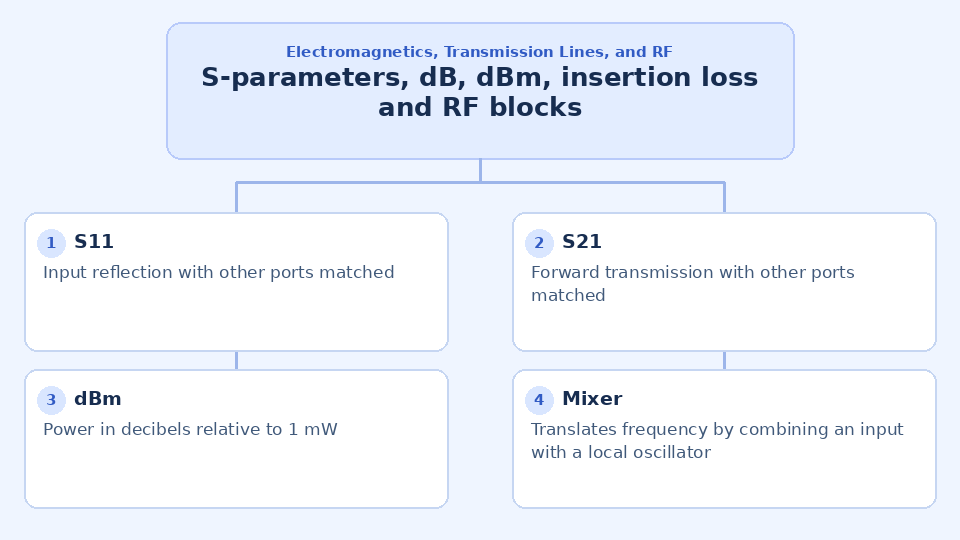 Electromagnetics, Transmission Lines, and RF
S-parameters, dB, dBm, insertion loss
and RF blocks
1 S11
Input reflection with other ports matched
2 S21
Forward transmission with other ports
matched
3 dBm
Power in decibels relative to 1 mW
4 Mixer
Translates frequency by combining an input
with a local oscillator